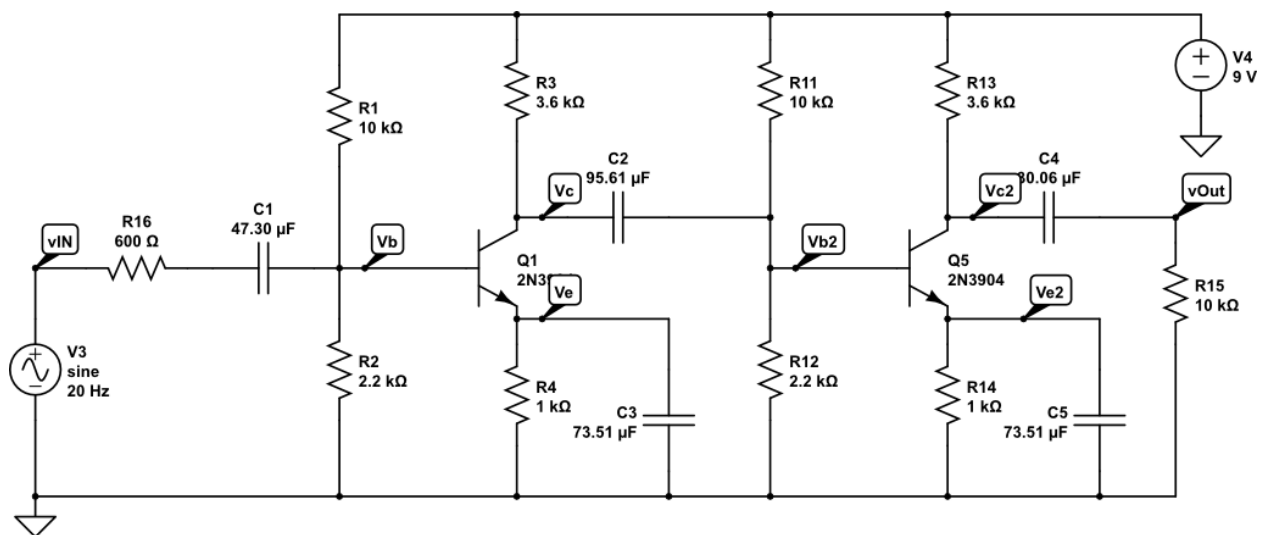 V4
9 V
R3
3.6 kΩ
R11
10 kΩ
R13
3.6 kΩ
R1
10 kΩ
C2
95.61 µF
C4
Vc
Vc2
vOut
C1
47.30 µF
R16
600 Ω
vIN
Vb
Vb2
Q1
Q5
2N3904
Ve
Ve2
R15
10 kΩ
V3
sine
20 Hz
R2
2.2 kΩ
R4
1 kΩ
C3
73.51 µF
R12
2.2 kΩ
R14
1 kΩ
C5
73.51 µF